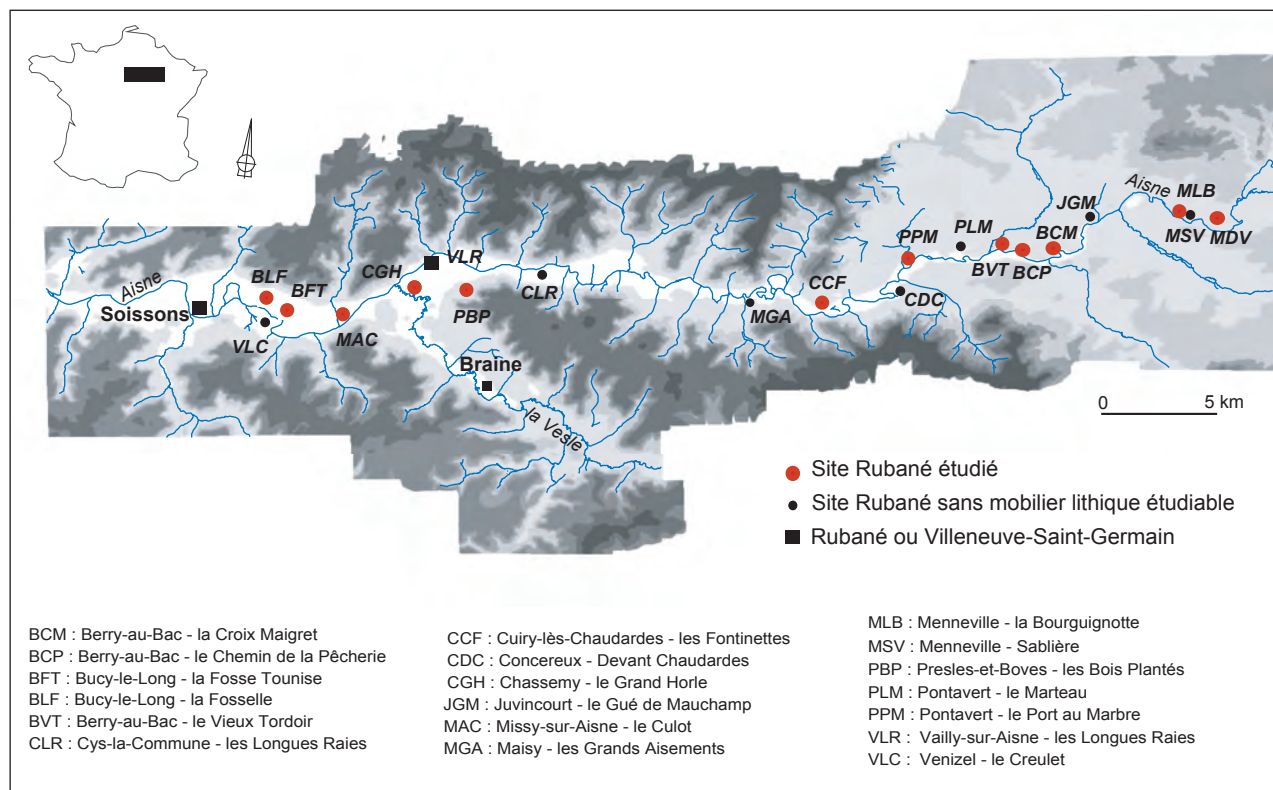 Aisne
MLB
JGM
MSV
MDV
PLM
BCM
PPM
BVT
BCP
VLR
CGH
BLF
BFT
Aisne
CLR
CCF
CDC
Soissons
PBP
MGA
MAC
VLC
Braine
la Vesle
0 5 km
Site Rubané étudié
Site Rubané sans mobilier lithique étudiable
Rubané ou Villeneuve-Saint-Germain
BCM : Berry-au-Bac - la Croix Maigret
BCP : Berry-au-Bac - le Chemin de la Pêcherie
BFT : Bucy-le-Long - la Fosse Tounise
BLF : Bucy-le-Long - la Fosselle
BVT : Berry-au-Bac - le Vieux Tordoir
CLR : Cys-la-Commune - les Longues Raies
CCF : Cuiry-lès-Chaudardes - les Fontinettes
CDC : Concereux - Devant Chaudardes
CGH : Chassemy - le Grand Horle
JGM : Juvincourt - le Gué de Mauchamp
MAC : Missy-sur-Aisne - le Culot
MGA : Maisy - les Grands Aisements
MLB : Menneville - la Bourguignotte
MSV : Menneville - Sablière
PBP : Presles-et-Boves - les Bois Plantés
PLM : Pontavert - le Marteau
PPM : Pontavert - le Port au Marbre
VLR : Vailly-sur-Aisne - les Longues Raies
VLC : Venizel - le Creulet